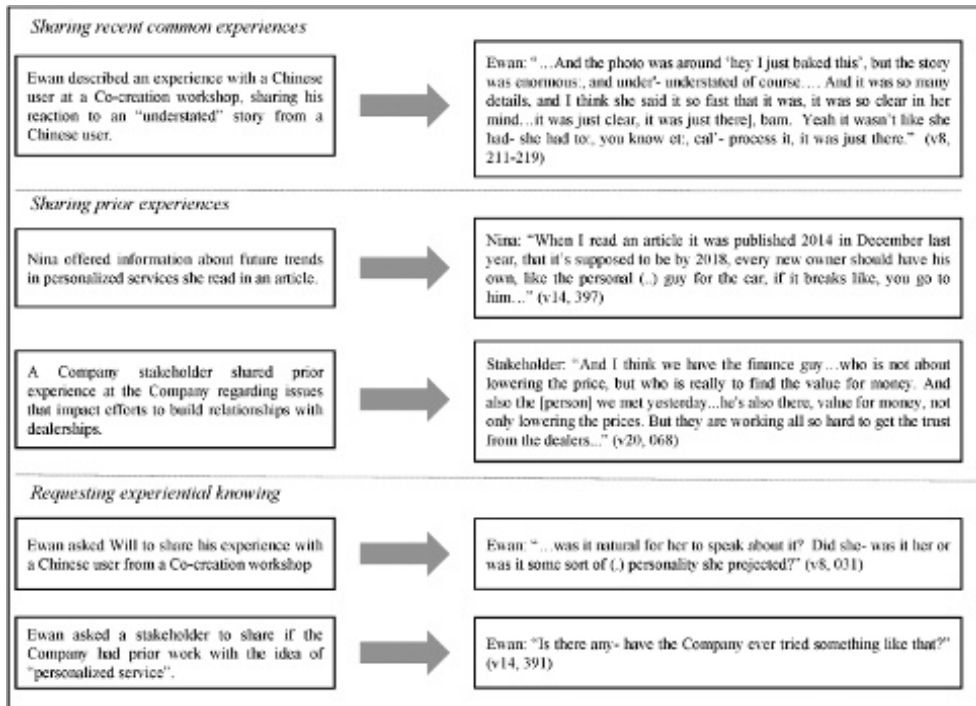 Sharing recent common experiences
Ewan described an experience with a Chinese
user at a Co-creation workshop, sharing his
reaction to an “understated” story from a
Chinese user.
Ewan: “…And the photo was around ‘hey I just baked this’, but the story
was enormous:, and under'- understated of course…. And it was so many
details, and I think she said it so fast that it was, it was so clear in her
mind…it was just clear, it was just there], bam. Yeah it wasn’t like she
had- she had to:, you know et:, cal’- process it, it was just there.” (v8,
211-219)
Sharing prior experiences
Nina offered information about future trends
in personalized services she read in an article.
Nina: “When I read an article it was published 2014 in December last
year, that it’s supposed to be by 2018, every new owner should have his
own, like the personal (..) guy for the car, if it breaks like, you go to
him…” (v14, 397)
A Company stakeholder shared prior
experience at the Company regarding issues
that impact efforts to build relationships with
dealerships.
Stakeholder: “And I think we have the finance guy…who is not about
lowering the price, but who is really to find the value for money. And
also the [person] we met yesterday...he’s also there, value for money, not
only lowering the prices. But they are working all so hard to get the trust
from the dealers...” (v20, 068)
Requesting experiential knowing
Ewan asked Will to share his experience with
a Chinese user from a Co-creation workshop
Ewan: “…was it natural for her to speak about it? Did she- was it her or
was it some sort of (.) personality she projected?” (v8, 031)
Ewan asked a stakeholder to share if the
Company had prior work with the idea of
“personalized service”.
Ewan: “Is there any- have the Company ever tried something like that?”
(v14, 391)